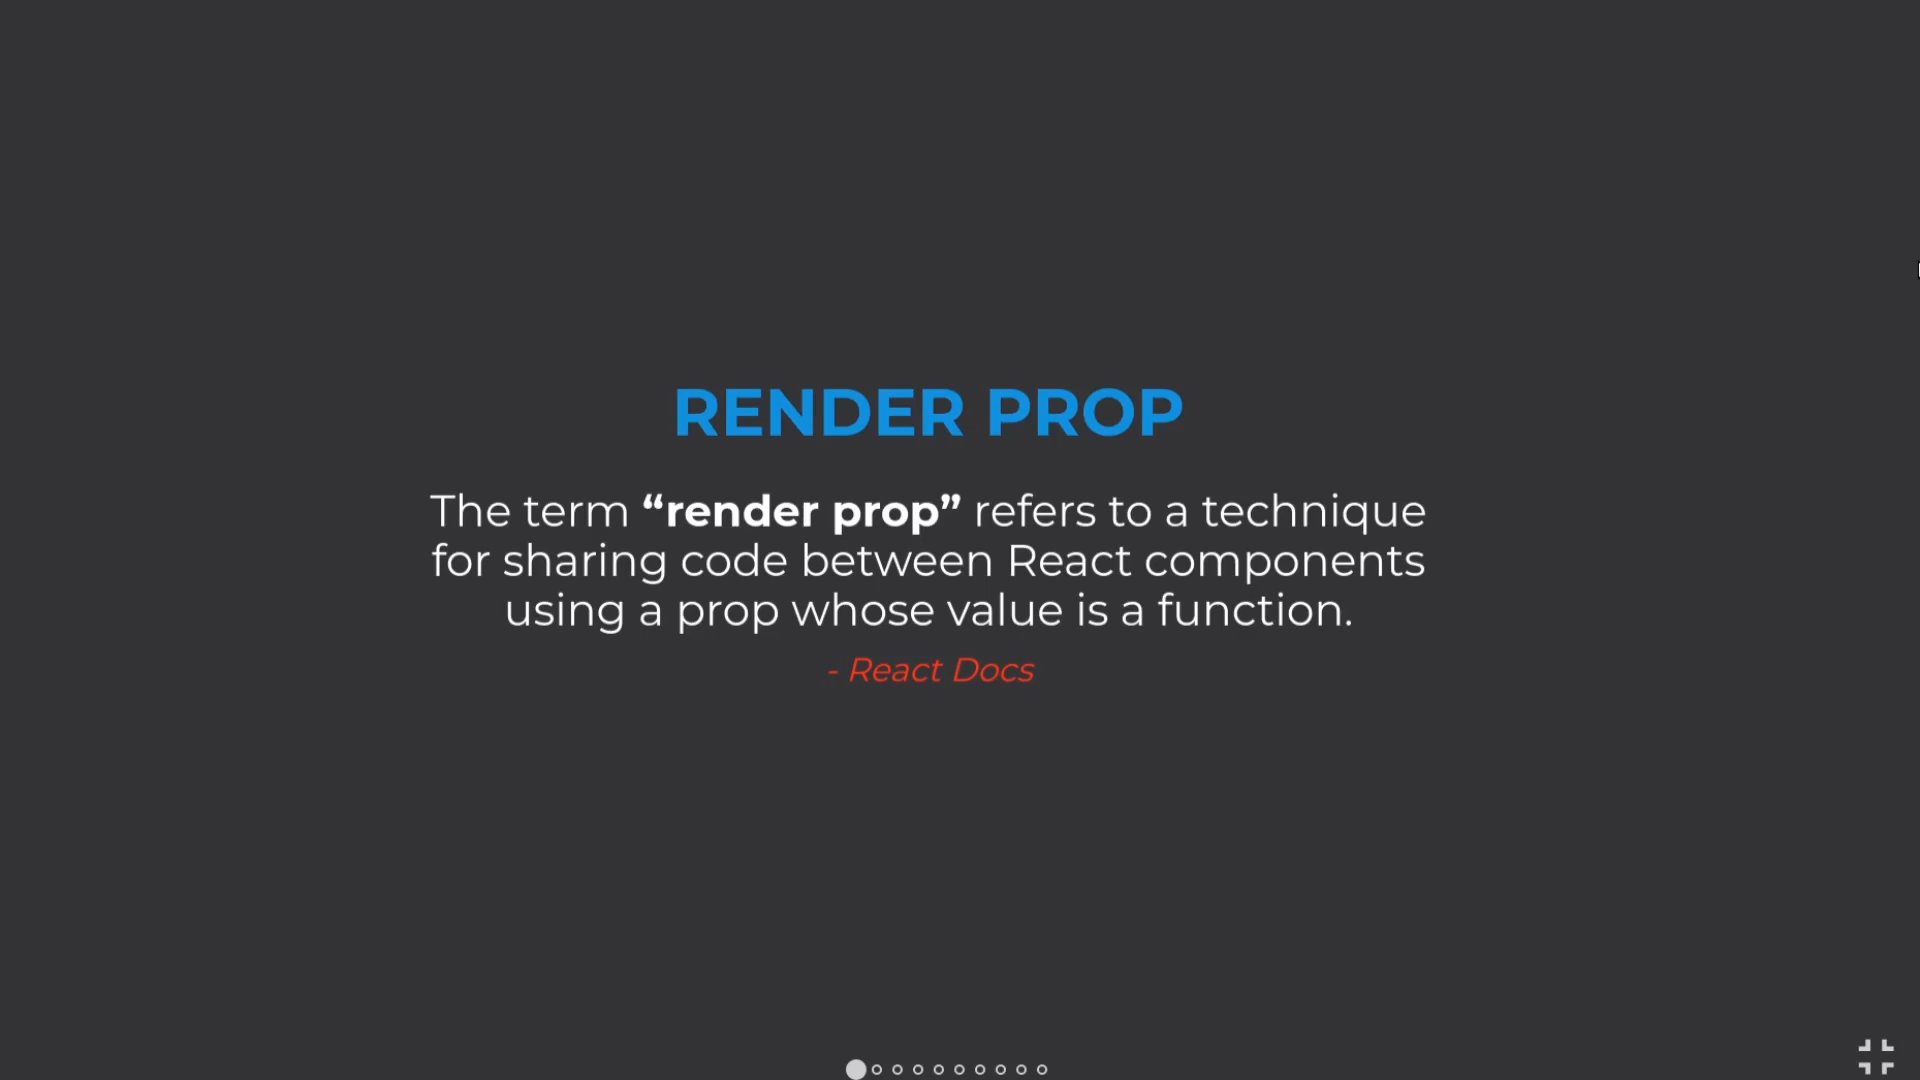 RENDER PROP
The term “render prop” refers to a technique
for sharing code between React components
using a prop whose value is a function.
- React Docs